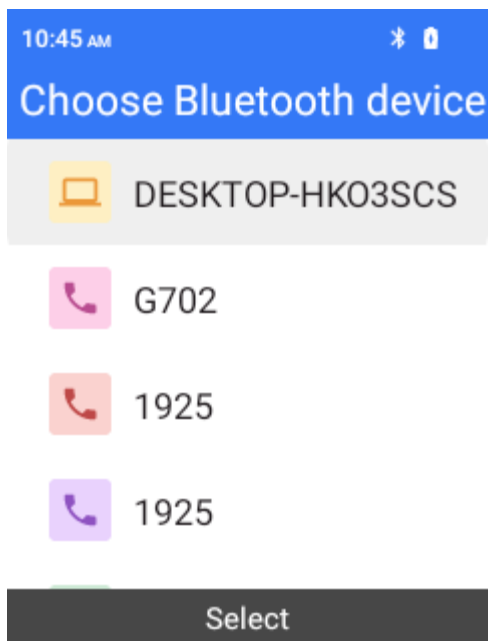 10:45 AM
Choose Bluetooth device
DESKTOP-HKO3SCS
G702
1925
1925
Select